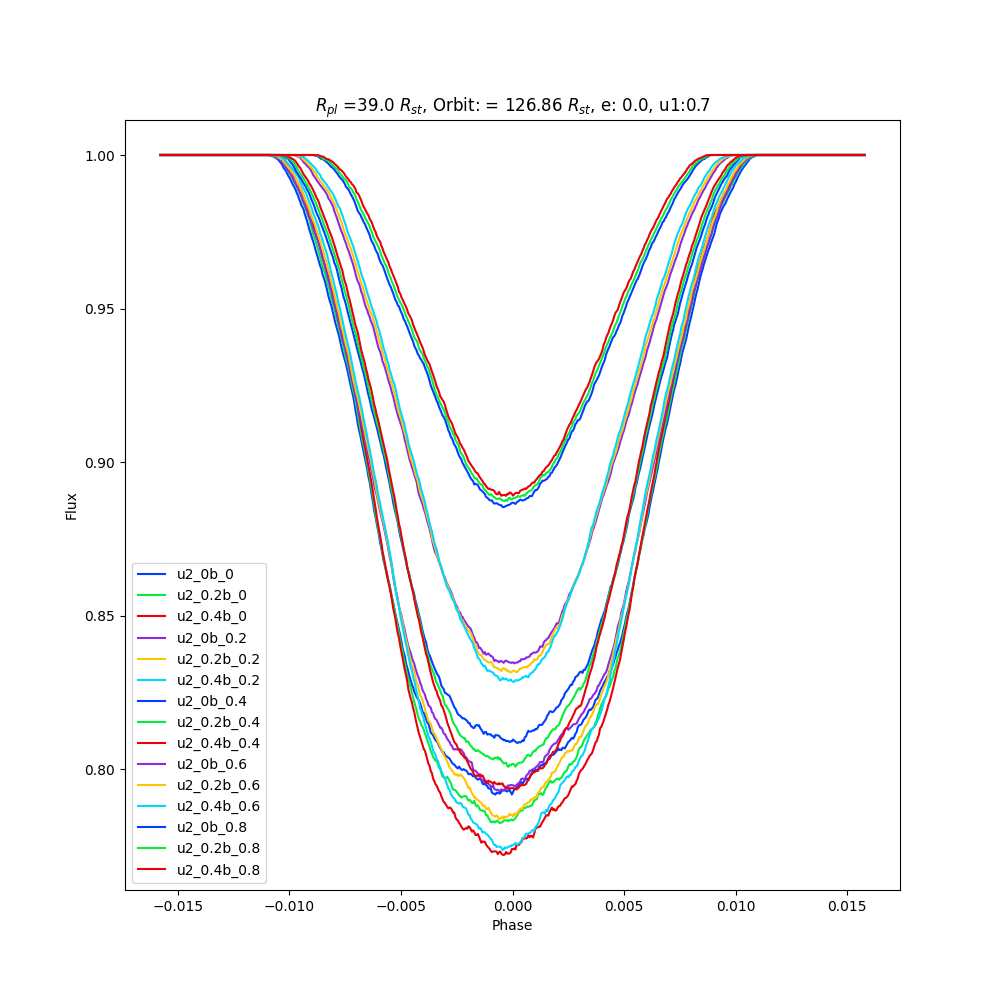 R_pl =39.0 R_st, Orbit: = 126.86 R_st, e: 0.0, u1:0.7
1.00
0.95
0.90
0.85
0.80
Flux
u2_0b_0
u2_0.2b_0
u2_0.4b_0
u2_0b_0.2
u2_0.2b_0.2
u2_0.4b_0.2
u2_0b_0.4
u2_0.2b_0.4
u2_0.4b_0.4
u2_0b_0.6
u2_0.2b_0.6
u2_0.4b_0.6
u2_0b_0.8
u2_0.2b_0.8
u2_0.4b_0.8
−0.015 −0.010 −0.005 0.000 0.005 0.010 0.015
Phase